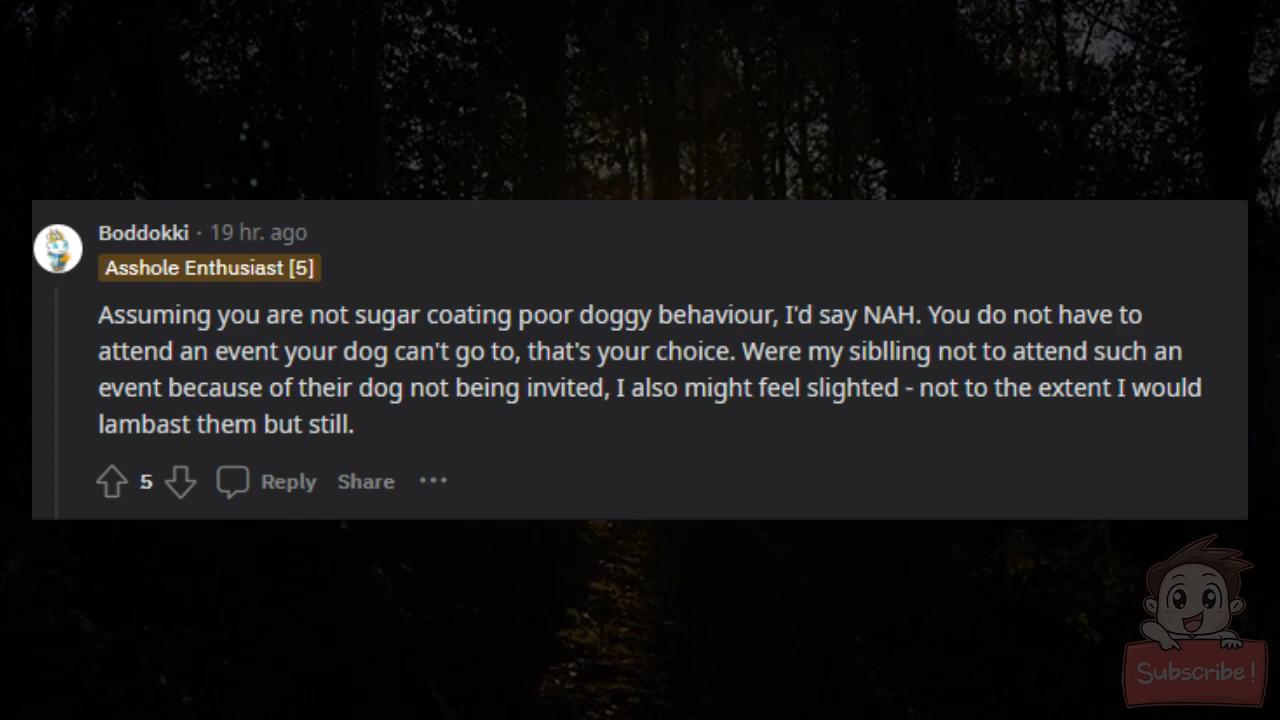 Boddokki · 19 hr. ago
Asshole Enthusiast [5]
Assuming you are not sugar coating poor doggy behaviour, I'd say NAH. You do not have to
attend an event your dog can't go to, that's your choice. Were my siblling not to attend such an
event because of their dog not being invited, I also might feel slighted - not to the extent I would
lambast them but still.
5 Reply Share ···
Subscribe!